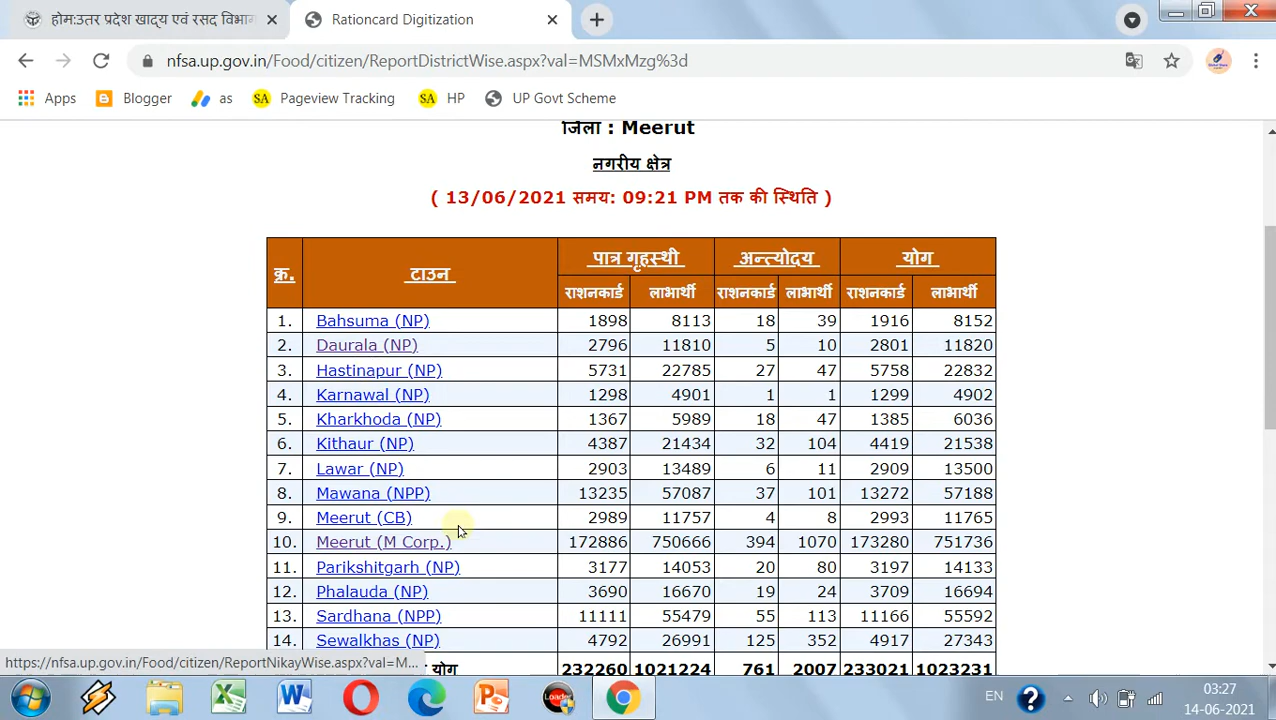 होम:उतर प्रदेश खाद्य एवं रसद विभाग
Rationcard Digitization
nfsa.up.gov.in/Food/citizen/ReportDistrictWise.aspx?val=MSMxMzg%3d
Apps Blogger as SA Pageview Tracking SA HP UP Govt Scheme
जिला : Meerut
नगरीय क्षेत्र
( 13/06/2021 समय: 09:21 PM तक की स्थिति )
क्र. टाउन पात्र गृहस्थी अन्त्योदय योग
राशनकार्ड लाभार्थी राशनकार्ड लाभार्थी राशनकार्ड लाभार्थी
1. Bahsuma (NP) 1898 8113 18 39 1916 8152
2. Daurala (NP) 2796 11810 5 10 2801 11820
3. Hastinapur (NP) 5731 22785 27 47 5758 22832
4. Karnawal (NP) 1298 4901 1 1 1299 4902
5. Kharkhoda (NP) 1367 5989 18 47 1385 6036
6. Kithaur (NP) 4387 21434 32 104 4419 21538
7. Lawar (NP) 2903 13489 6 11 2909 13500
8. Mawana (NPP) 13235 57087 37 101 13272 57188
9. Meerut (CB) 2989 11757 4 8 2993 11765
10. Meerut (M Corp.) 172886 750666 394 1070 173280 751736
11. Parikshitgarh (NP) 3177 14053 20 80 3197 14133
12. Phalauda (NP) 3690 16670 19 24 3709 16694
13. Sardhana (NPP) 11111 55479 55 113 11166 55592
14. Sewalkhas (NP) 4792 26991 125 352 4917 27343
योग 232260 1021224 761 2007 233021 1023231
https://nfsa.up.gov.in/Food/citizen/ReportNikayWise.aspx?val=M...
Loader
EN
03:27
14-06-2021